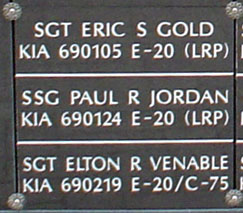 SGT ERIC S GOLD
KIA 690105 E-20 (LRP)
SSG PAUL R JORDAN
KIA 690124 E-20 (LRP)
SGT ELTON R VENABLE
KIA 690219 E-20/C-75